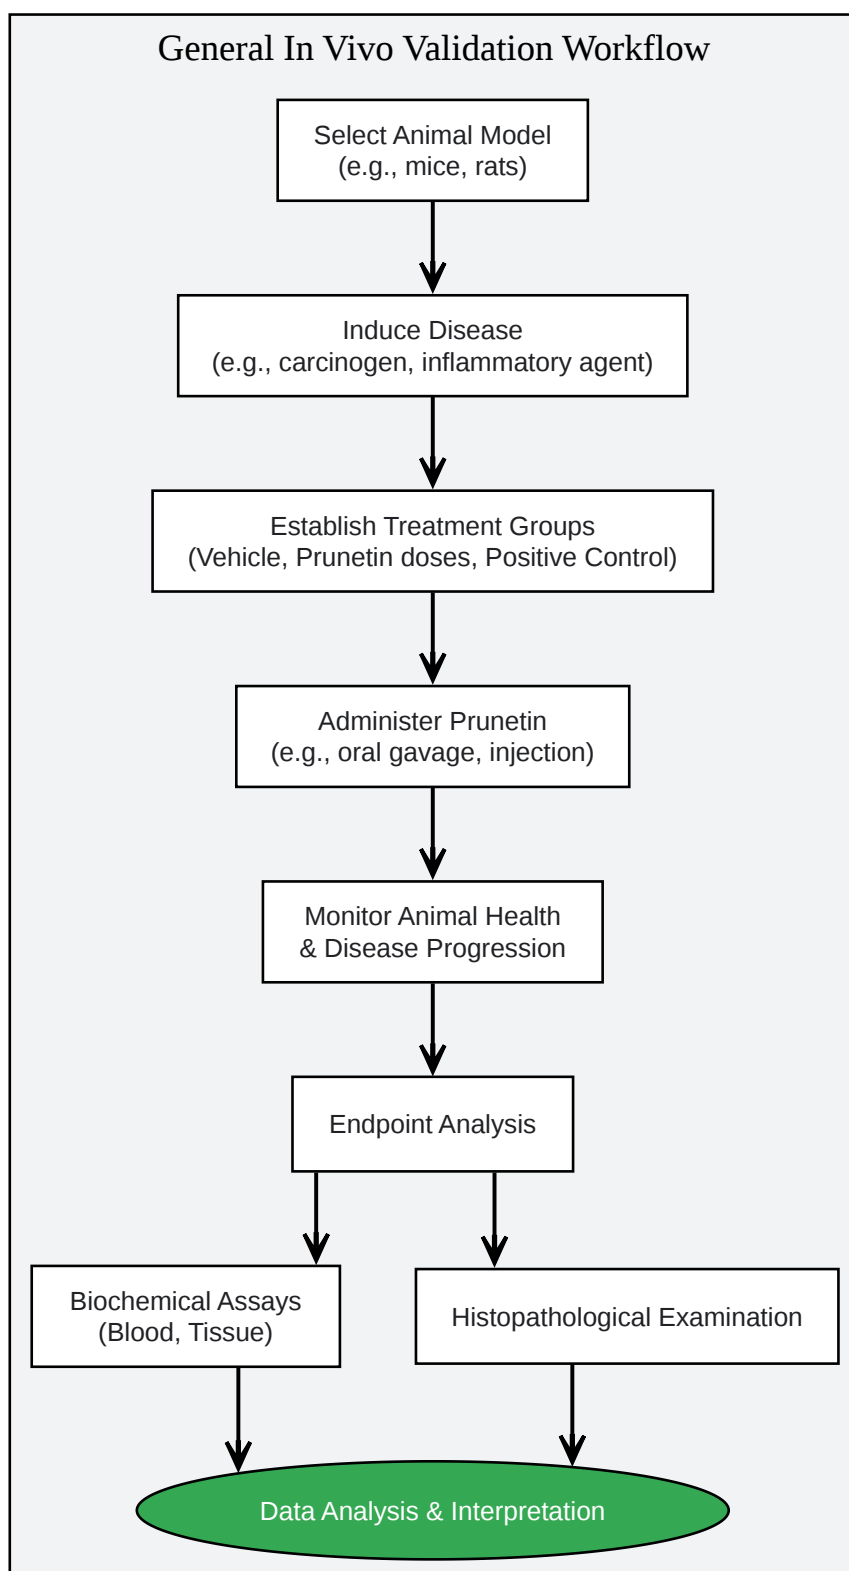 General In Vivo Validation Workflow
Select Animal Model
(e.g., mice, rats)
Induce Disease
(e.g., carcinogen, inflammatory agent)
Establish Treatment Groups
(Vehicle, Prunetin doses, Positive Control)
Administer Prunetin
(e.g., oral gavage, injection)
Monitor Animal Health
& Disease Progression
Endpoint Analysis
Biochemical Assays
(Blood, Tissue)
Histopathological Examination
Data Analysis & Interpretation